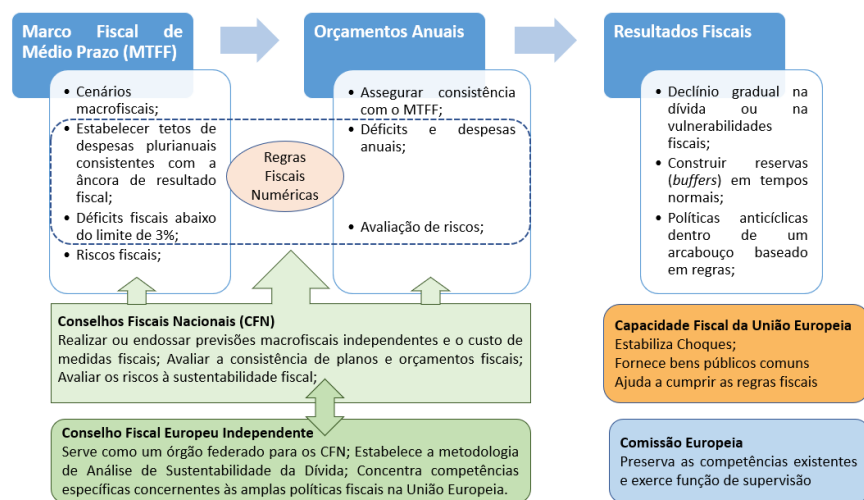 Marco Fiscal de
Médio Prazo (MTFF)
• Cenários
macrofiscais;
• Estabelecer tetos de
despesas plurianuais
consistentes com a
âncora de resultado
fiscal;
• Déficits fiscais abaixo
do limite de 3%;
• Riscos fiscais;
Regras
Fiscais
Numéricas
Orçamentos Anuais
• Assegurar consistência
com o MTFF;
• Déficits e despesas
anuais;
• Avaliação de riscos;
Resultados Fiscais
• Declínio gradual na
dívida ou na
vulnerabilidades
fiscais;
• Construir reservas
(buffers) em tempos
normais;
• Políticas anticíclicas
dentro de um
arcabouço baseado
em regras;
Conselhos Fiscais Nacionais (CFN)
Realizar ou endossar previsões macrofiscais independentes e o custo de
medidas fiscais; Avaliar a consistência de planos e orçamentos fiscais;
Avaliar os riscos à sustentabilidade fiscal;
Capacidade Fiscal da União Europeia
Estabiliza Choques;
Fornece bens públicos comuns
Ajuda a cumprir as regras fiscais
Conselho Fiscal Europeu Independente
Serve como um órgão federado para os CFN; Estabelece a metodologia
de Análise de Sustentabilidade da Dívida; Concentra competências
específicas concernentes às amplas políticas fiscais na União Europeia.
Comissão Europeia
Preserva as competências existentes
e exerce função de supervisão